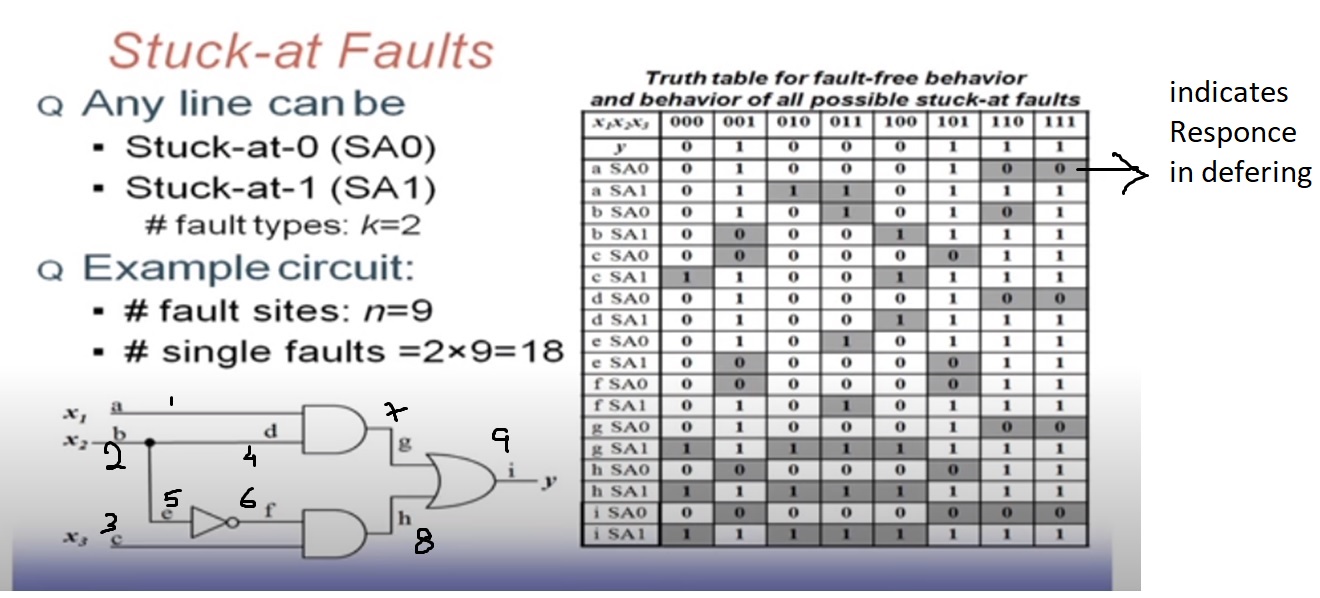 Stuck-at Faults
Q Any line can be
▪ Stuck-at-0 (SA0)
▪ Stuck-at-1 (SA1)
# fault types: k=2
Q Example circuit:
▪ # fault sites: n=9
▪ # single faults =2×9=18
x₁ a 1
x₂ b 2
d 4
5 e
6 f
3
x₃ c
7
g
h
8
9
i y
Truth table for fault-free behavior
and behavior of all possible stuck-at faults
x₁x₂x₃ 000 001 010 011 100 101 110 111
y 0 1 0 0 0 1 1 1
a SA0 0 1 0 0 0 1 0 0
a SA1 0 1 1 1 0 1 1 1
b SA0 0 1 0 1 0 1 0 1
b SA1 0 0 0 0 1 1 1 1
c SA0 0 0 0 0 0 0 1 1
c SA1 1 1 0 0 1 1 1 1
d SA0 0 1 0 0 0 1 0 0
d SA1 0 1 0 0 1 1 1 1
e SA0 0 1 0 1 0 1 1 1
e SA1 0 0 0 0 0 0 1 1
f SA0 0 0 0 0 0 0 1 1
f SA1 0 1 0 1 0 1 1 1
g SA0 0 1 0 0 0 1 0 0
g SA1 1 1 1 1 1 1 1 1
h SA0 0 0 0 0 0 0 1 1
h SA1 1 1 1 1 1 1 1 1
i SA0 0 0 0 0 0 0 0 0
i SA1 1 1 1 1 1 1 1 1
indicates
Responce
in defering